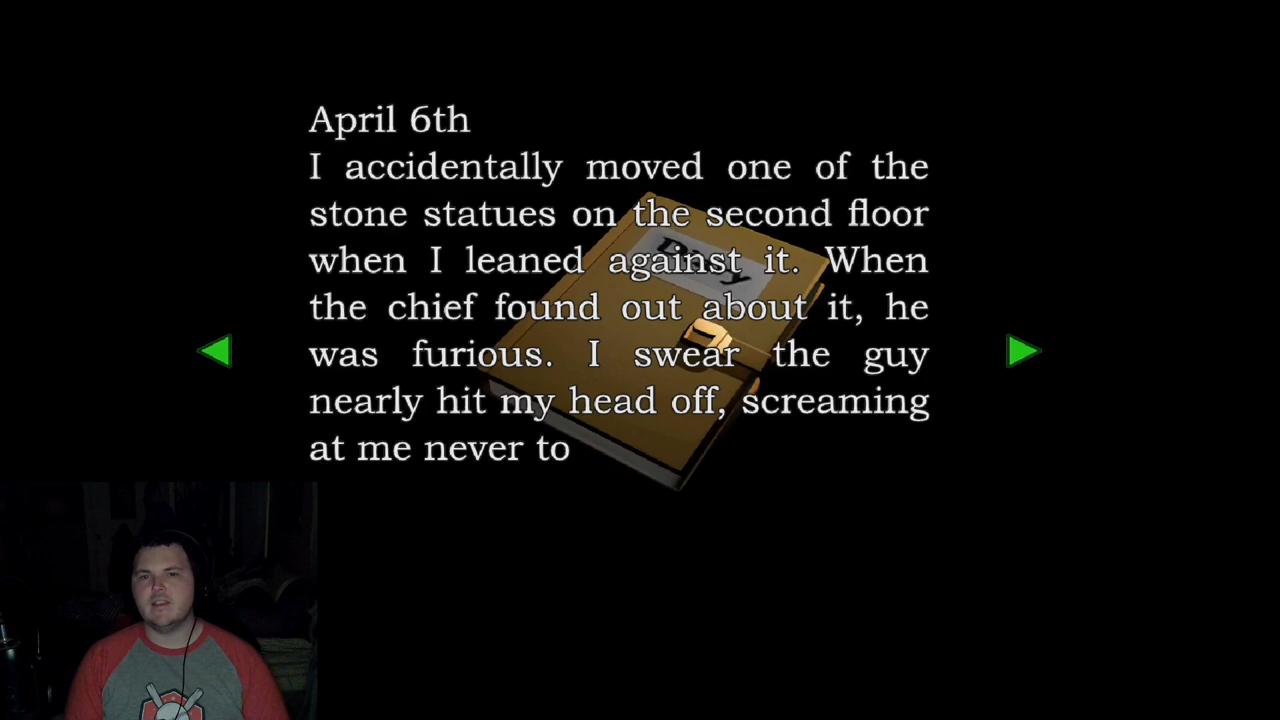 April 6th
I accidentally moved one of the
stone statues on the second floor
when I leaned against it. When
the chief found out about it, he
was furious. I swear the guy
nearly hit my head off, screaming
at me never to
Diary